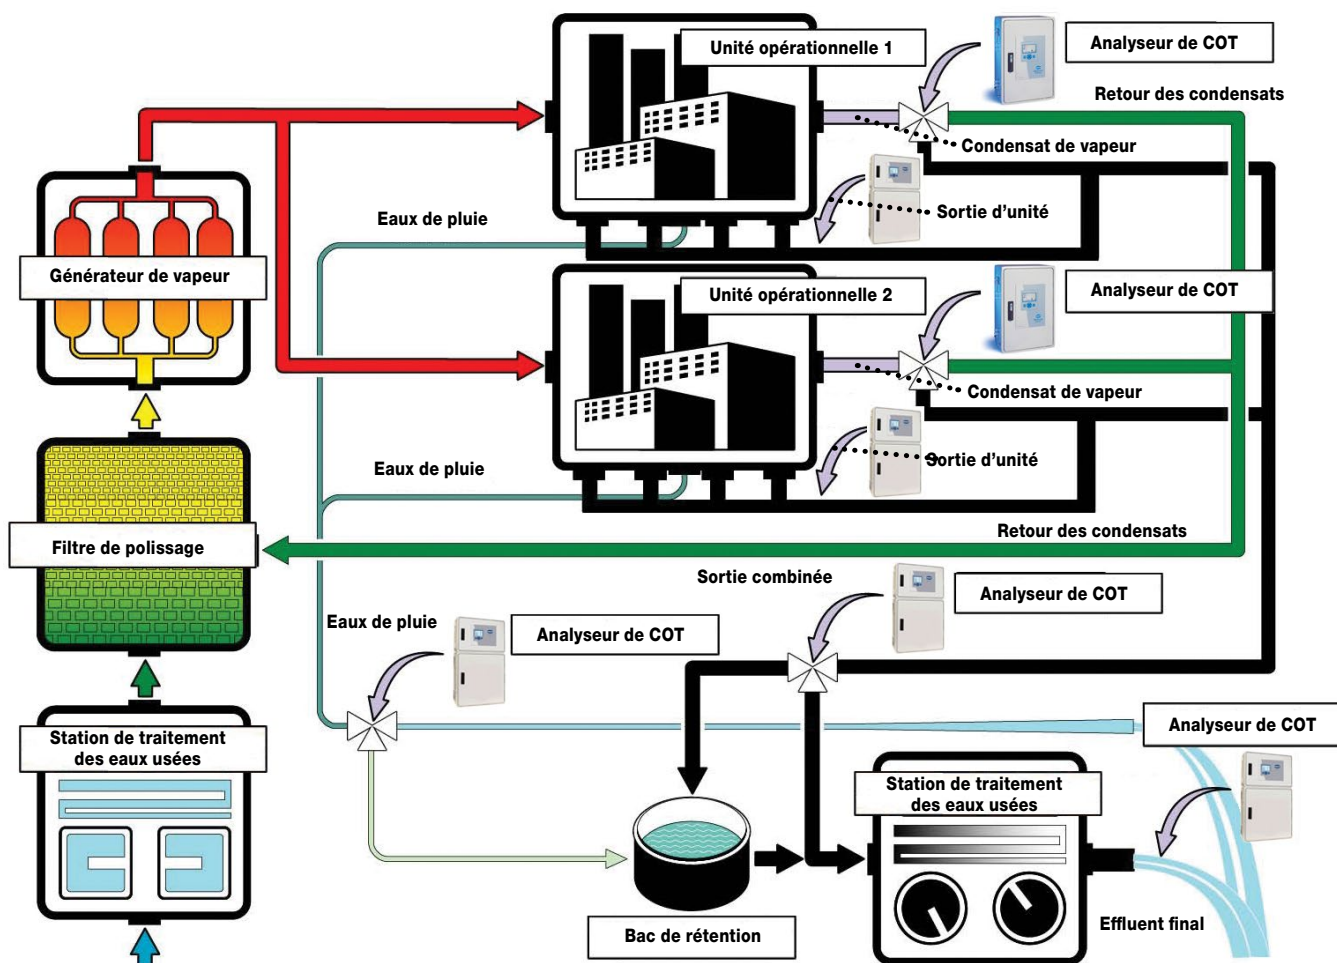 Unité opérationnelle 1
Analyseur de COT
Retour des condensats
Condensat de vapeur
Eaux de pluie
Sortie d'unité
Générateur de vapeur
Unité opérationnelle 2
Analyseur de COT
Condensat de vapeur
Eaux de pluie
Sortie d'unité
Filtre de polissage
Retour des condensats
Sortie combinée
Analyseur de COT
Eaux de pluie
Analyseur de COT
Station de traitement
des eaux usées
Analyseur de COT
Station de traitement
des eaux usées
Bac de rétention
Effluent final